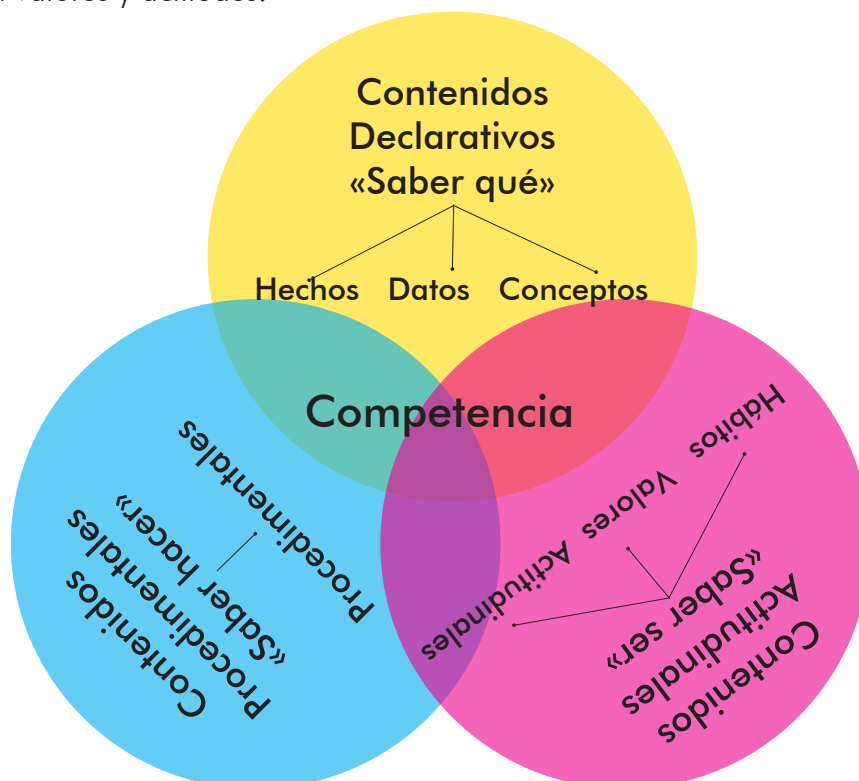 Contenidos
Declarativos
«Saber qué»
Hechos Datos Conceptos
Competencia
Procedimentales
Contenidos
Procedimentales
«Saber hacer»
Hábitos
Valores
Actitudinales
Contenidos
Actitudinales
«Saber ser»